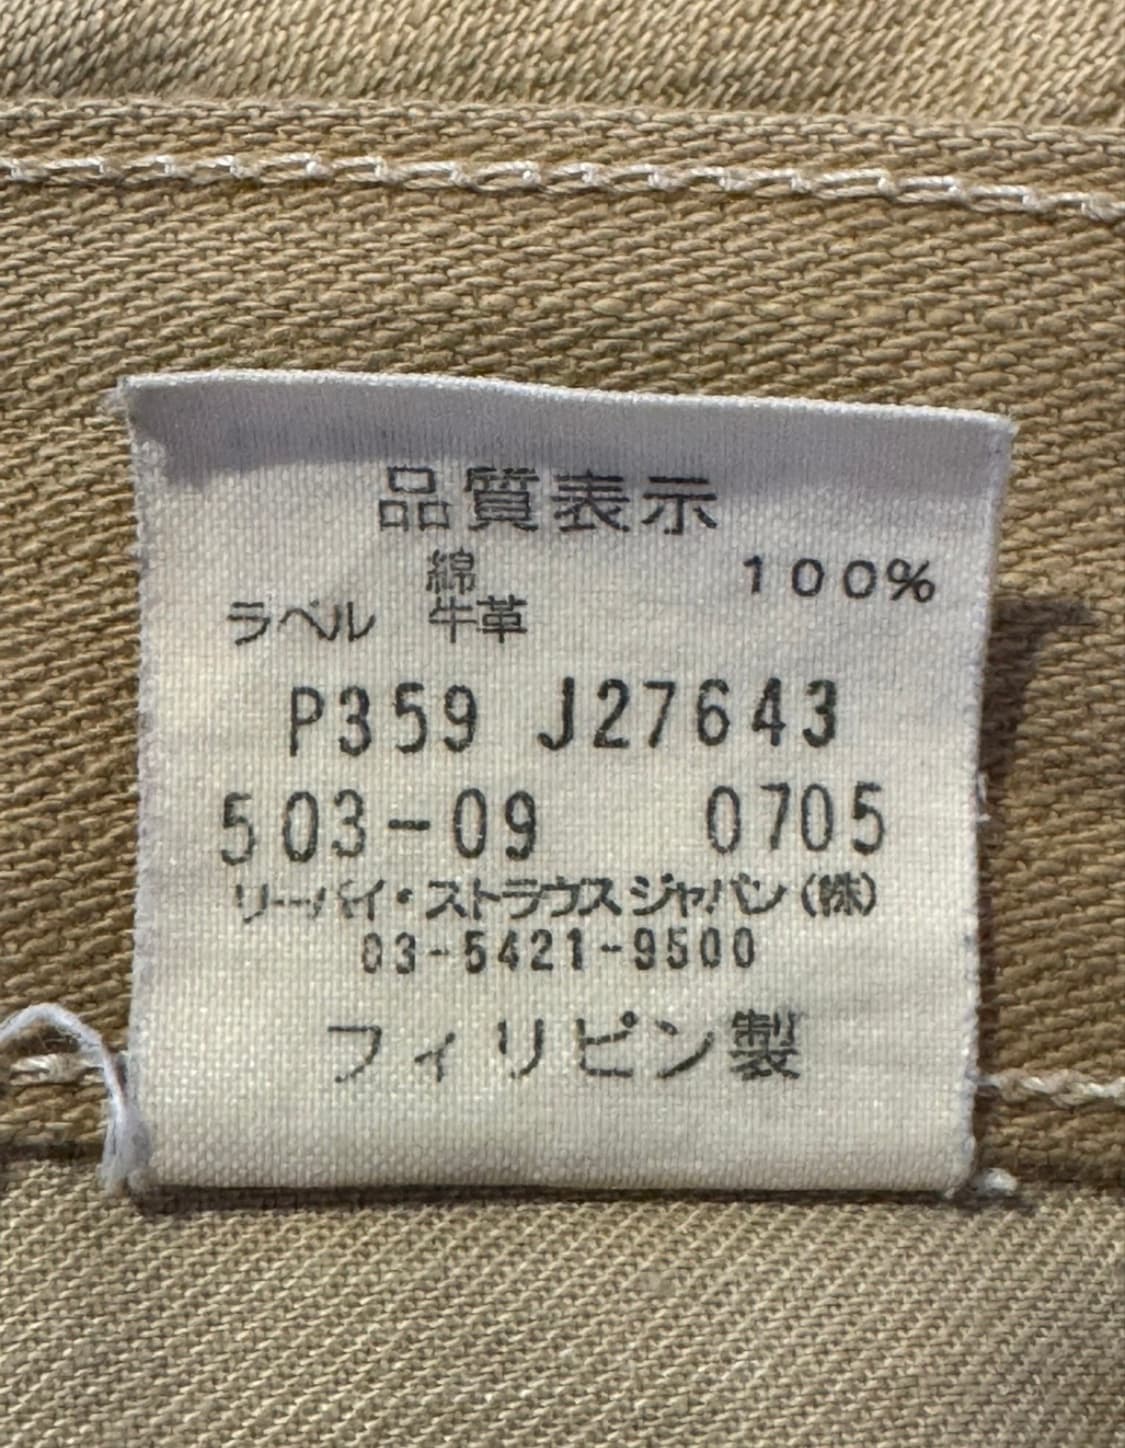 品質表示
綿 100%
ラベル 牛革
P359 J27643
503-09 0705
リーバイ・ストラウスジャパン(株)
03-5421-9500
フィリピン製